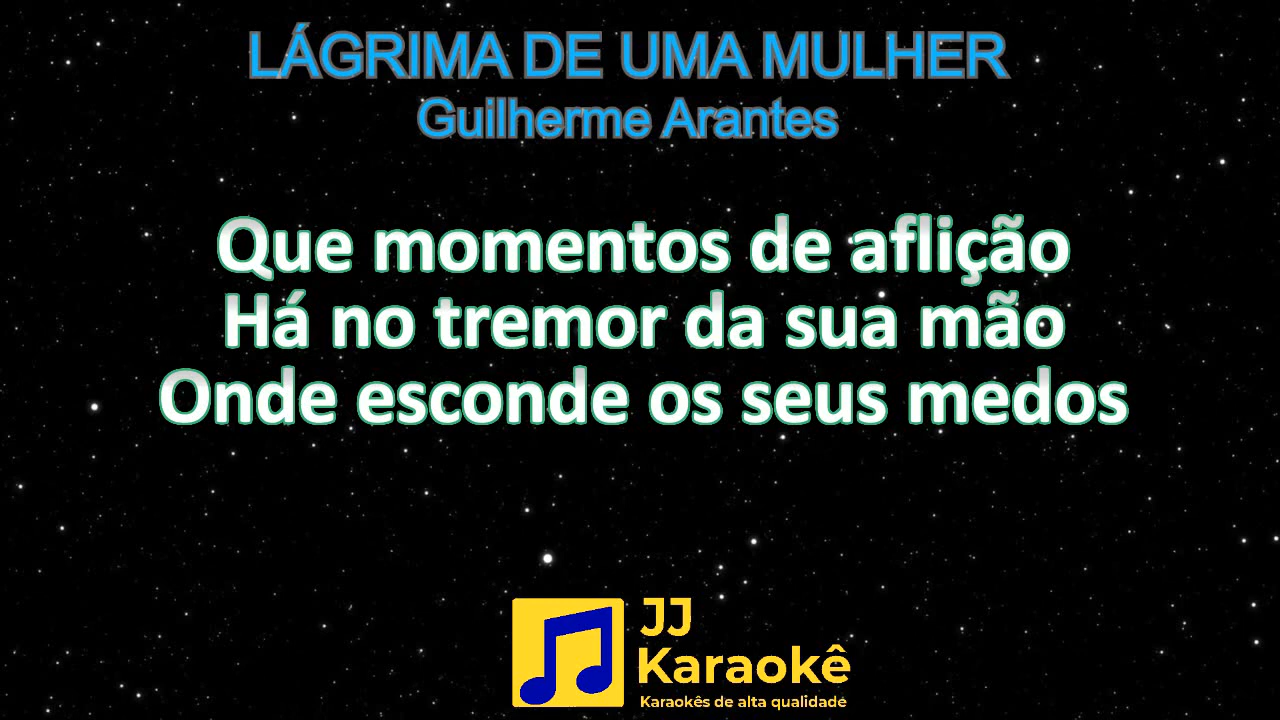 LÁGRIMA DE UMA MULHER
Guilherme Arantes
Que momentos de aflição
Há no tremor da sua mão
Onde esconde os seus medos
JJ
Karaokê
Karaokês de alta qualidade